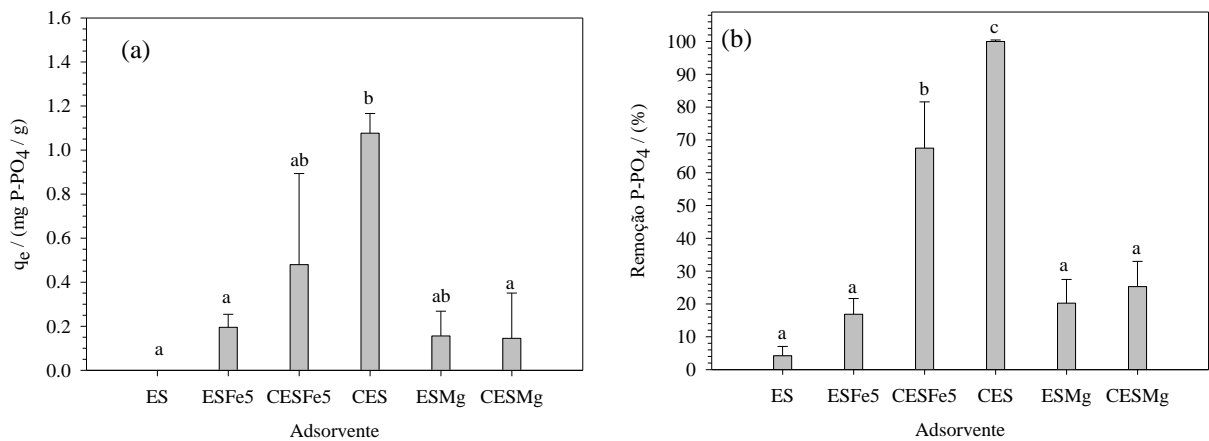 (a)
q_e / (mg P-PO4 / g)
1.6
1.4
1.2
1.0
0.8
0.6
0.4
0.2
0.0
a
a
ab
b
ab
a
ES ESFe5 CESFe5 CES ESMg CESMg
Adsorvente
(b)
Remoção P-PO4 / (%)
100
90
80
70
60
50
40
30
20
10
0
a
a
b
c
a
a
ES ESFe5 CESFe5 CES ESMg CESMg
Adsorvente